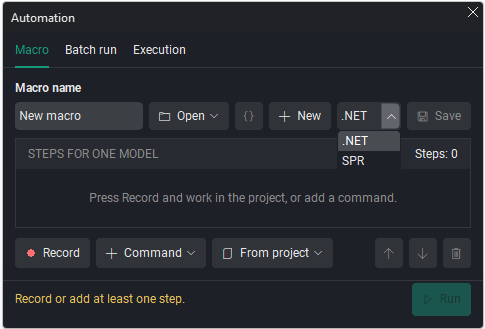 Automation
Macro Batch run Execution
Macro name
New macro Open {} + New .NET Save
.NET
SPR
STEPS FOR ONE MODEL Steps: 0
Press Record and work in the project, or add a command.
Record + Command From project
Record or add at least one step. Run